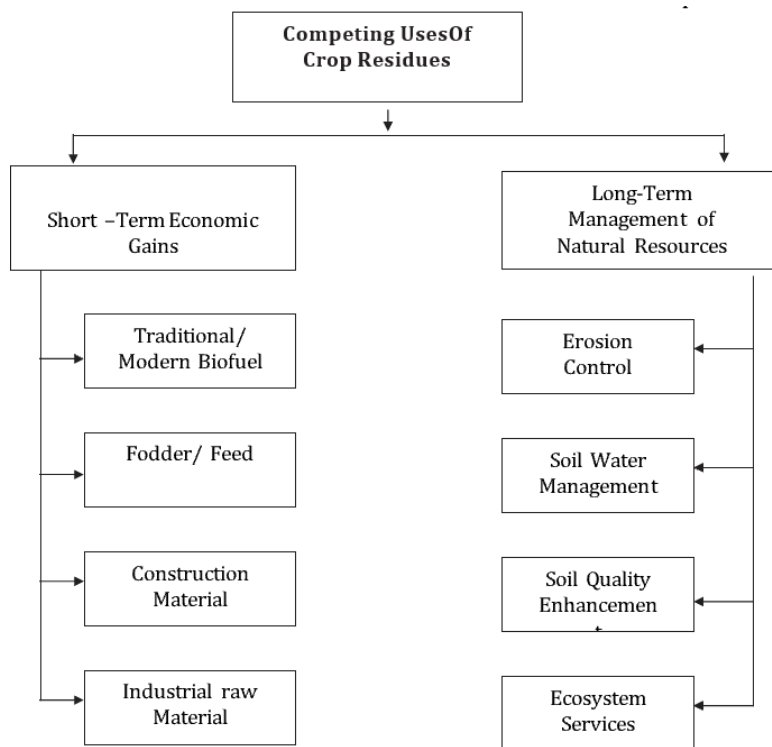 Competing UsesOf
Crop Residues
Short –Term Economic
Gains
Long-Term
Management of
Natural Resources
Traditional/
Modern Biofuel
Erosion
Control
Fodder/ Feed
Soil Water
Management
Construction
Material
Soil Quality
Enhancemen
Industrial raw
Material
Ecosystem
Services